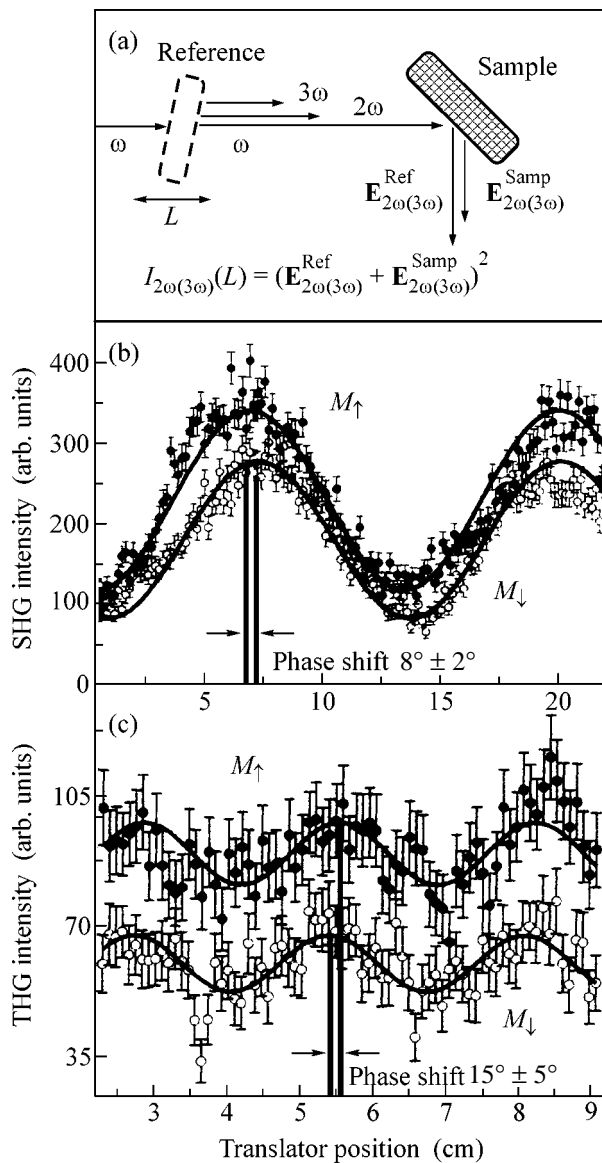 (a)
Reference
Sample
3ω
2ω
ω
ω
L
E^Ref_2ω(3ω)
E^Samp_2ω(3ω)
I_2ω(3ω)(L) = (E^Ref_2ω(3ω) + E^Samp_2ω(3ω))^2
(b)
SHG intensity (arb. units)
400
300
200
100
0
M↑
M↓
Phase shift 8° ± 2°
5
10
15
20
(c)
THG intensity (arb. units)
105
70
35
M↑
M↓
Phase shift 15° ± 5°
3
4
5
6
7
8
9
Translator position (cm)